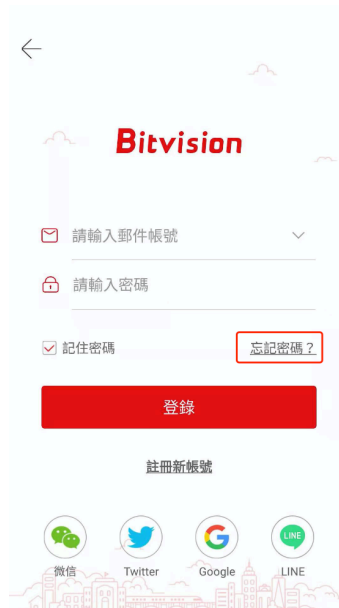 Bitvision
請輸入郵件帳號
請輸入密碼
記住密碼 忘記密碼？
登錄
註冊新帳號
LINE
微信 Twitter Google LINE